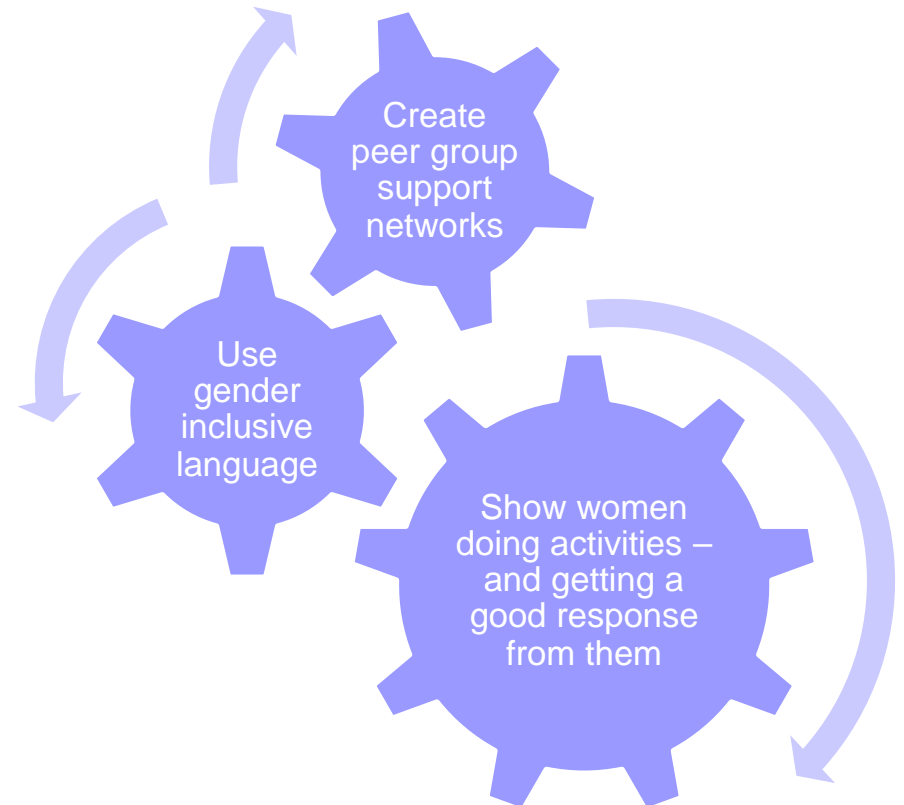 Create
peer group
support
networks
Use
gender
inclusive
language
Show women
doing activities –
and getting a
good response
from them